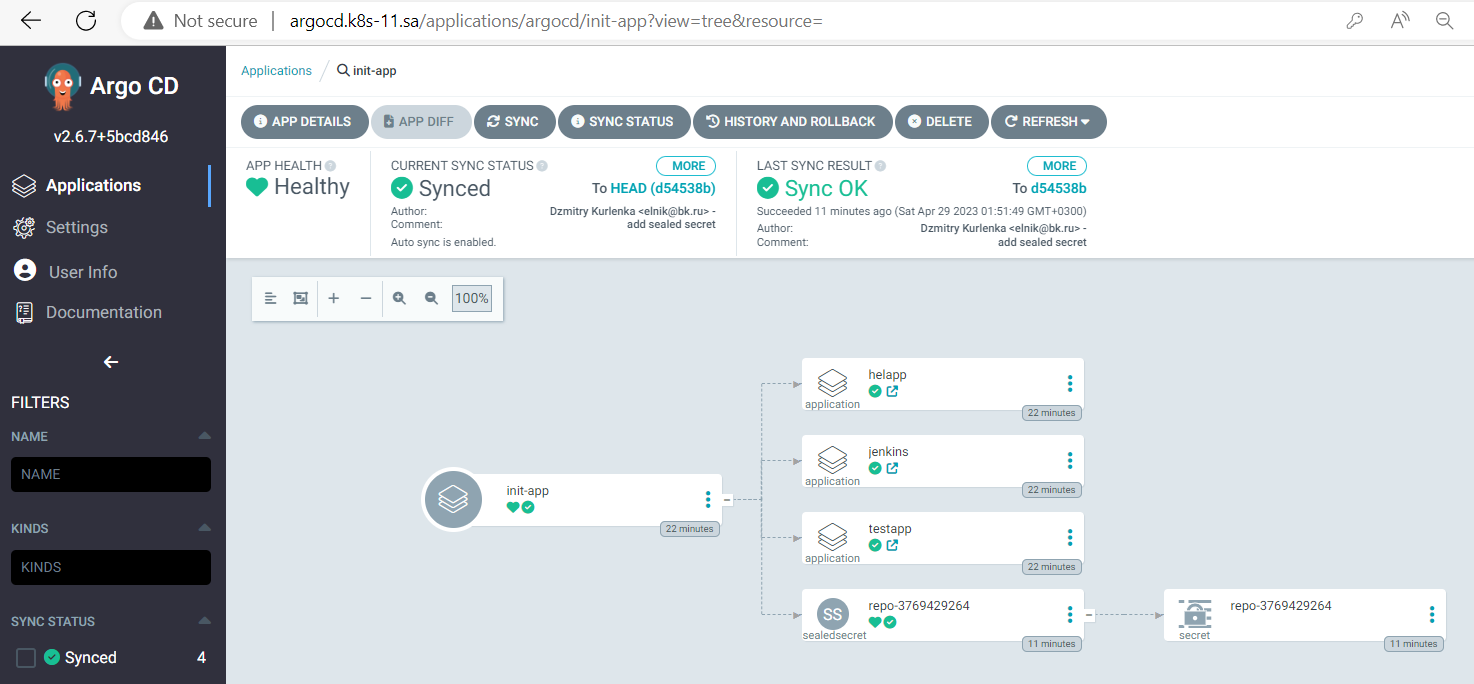 Not secure argocd.k8s-11.sa/applications/argocd/init-app?view=tree&resource=
Argo CD
v2.6.7+5bcd846
Applications
Settings
User Info
Documentation
FILTERS
NAME
NAME
KINDS
KINDS
SYNC STATUS
Synced 4
Applications / init-app
APP DETAILS APP DIFF SYNC SYNC STATUS HISTORY AND ROLLBACK DELETE REFRESH
APP HEALTH
Healthy
CURRENT SYNC STATUS MORE
Synced To HEAD (d54538b)
Author: Dzmitry Kurlenka <elnik@bk.ru> -
Comment: add sealed secret
Auto sync is enabled.
LAST SYNC RESULT MORE
Sync OK To d54538b
Succeeded 11 minutes ago (Sat Apr 29 2023 01:51:49 GMT+0300)
Author: Dzmitry Kurlenka <elnik@bk.ru> -
Comment: add sealed secret
100%
init-app
22 minutes
helapp
application
22 minutes
jenkins
application
22 minutes
testapp
application
22 minutes
SS
repo-3769429264
sealedsecret
11 minutes
repo-3769429264
secret
11 minutes